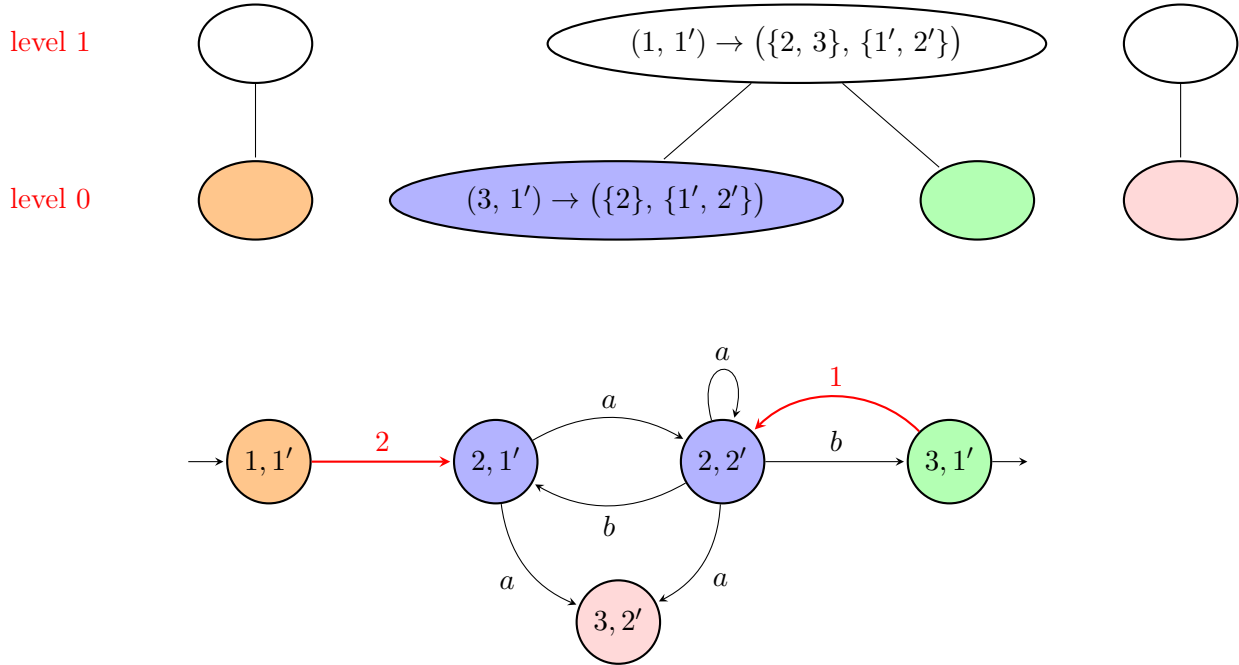 level 1
(1, 1′) → ({2, 3}, {1′, 2′})
level 0
(3, 1′) → ({2}, {1′, 2′})
a
1
a
2
b
1, 1′
2, 1′
2, 2′
3, 1′
b
a
a
3, 2′